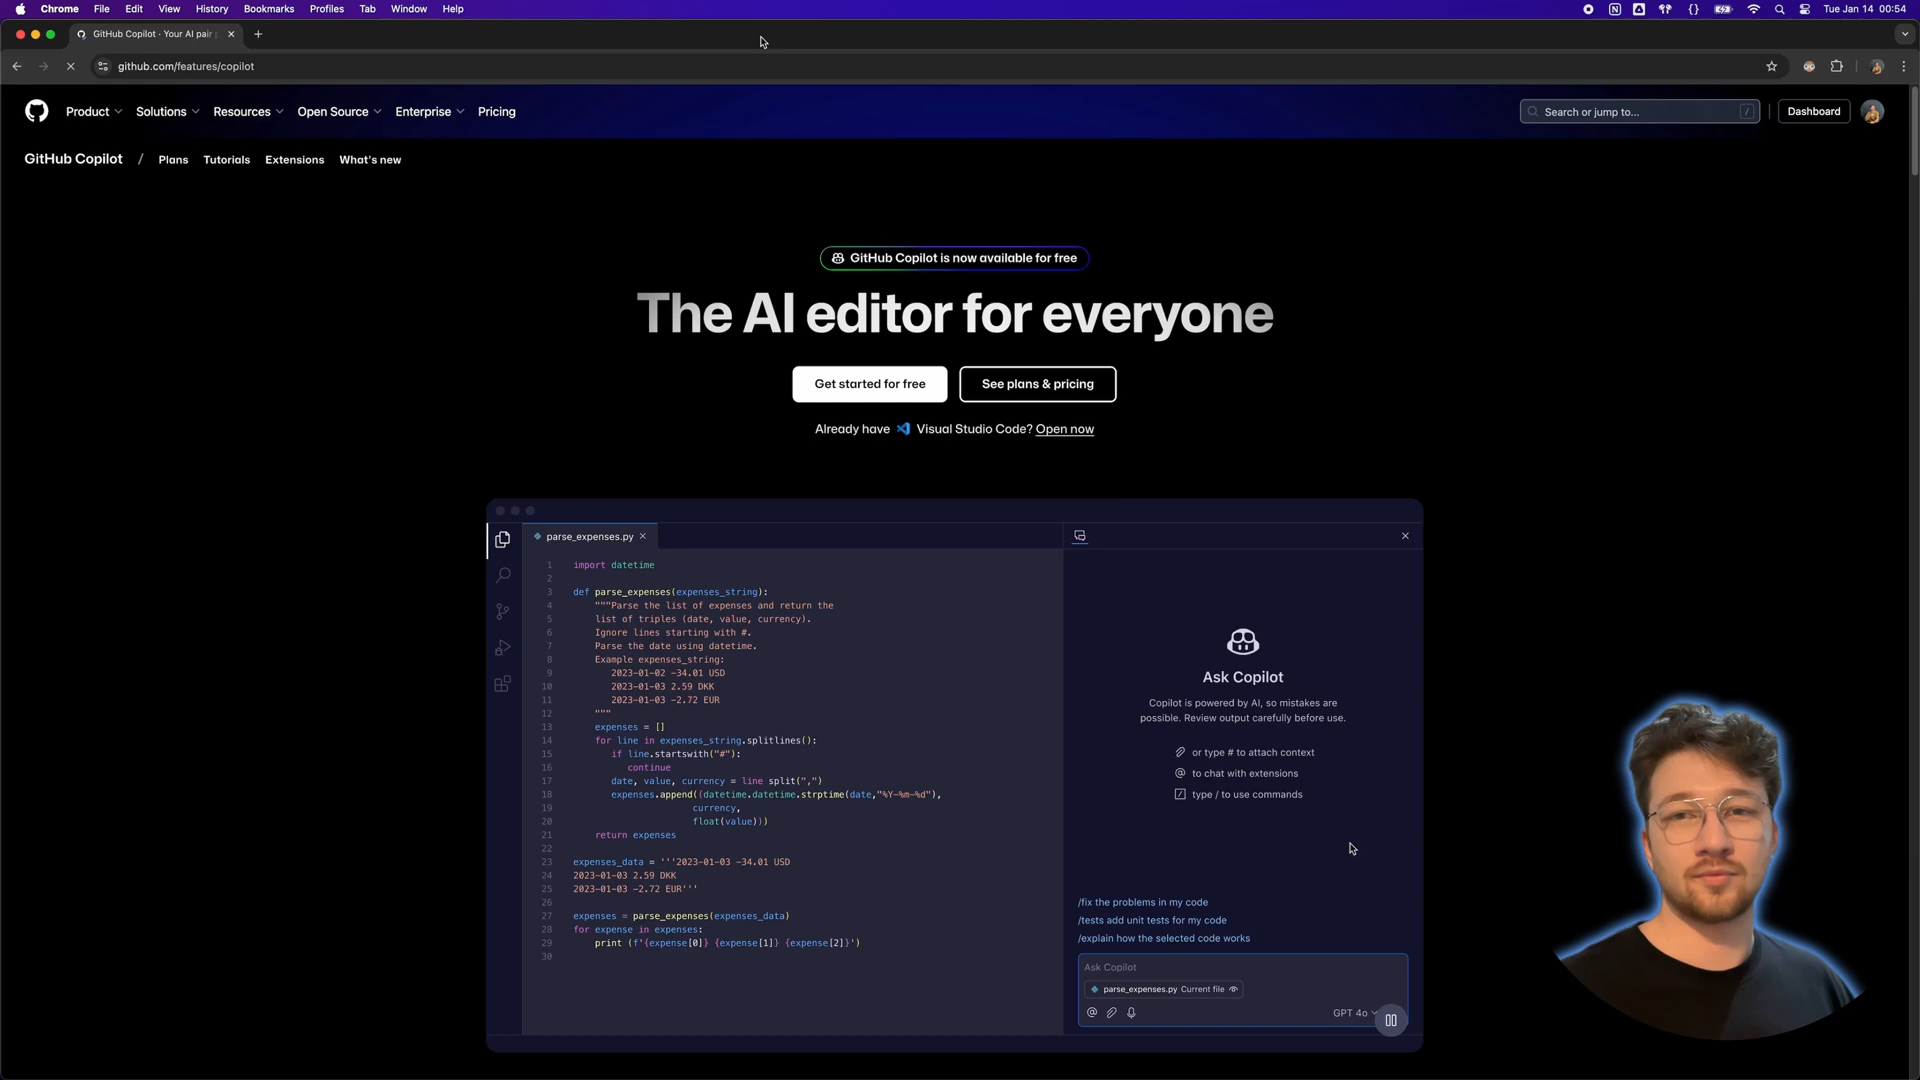 Chrome File Edit View History Bookmarks Profiles Tab Window Help Tue Jan 14 00:54
GitHub Copilot · Your AI pair
github.com/features/copilot
Product Solutions Resources Open Source Enterprise Pricing Search or jump to... / Dashboard
GitHub Copilot / Plans Tutorials Extensions What's new
GitHub Copilot is now available for free
The AI editor for everyone
Get started for free See plans & pricing
Already have Visual Studio Code? Open now
parse_expenses.py
1 import datetime
2
3 def parse_expenses(expenses_string):
4 """Parse the list of expenses and return the
5 list of triples (date, value, currency).
6 Ignore lines starting with #.
7 Parse the date using datetime.
8 Example expenses_string:
9 2023-01-02 -34.01 USD
10 2023-01-03 2.59 DKK
11 2023-01-03 -2.72 EUR
12 """
13 expenses = []
14 for line in expenses_string.splitlines():
15 if line.startswith("#"):
16 continue
17 date, value, currency = line split(",")
18 expenses.append((datetime.datetime.strptime(date,"%Y-%m-%d"),
19 currency,
20 float(value)))
21 return expenses
22
23 expenses_data = '''2023-01-03 -34.01 USD
24 2023-01-03 2.59 DKK
25 2023-01-03 -2.72 EUR'''
26
27 expenses = parse_expenses(expenses_data)
28 for expense in expenses:
29 print (f'{expense[0]} {expense[1]} {expense[2]}')
30
Ask Copilot
Copilot is powered by AI, so mistakes are
possible. Review output carefully before use.
or type # to attach context
@ to chat with extensions
/ type / to use commands
/fix the problems in my code
/tests add unit tests for my code
/explain how the selected code works
Ask Copilot
parse_expenses.py Current file
@ GPT 4o